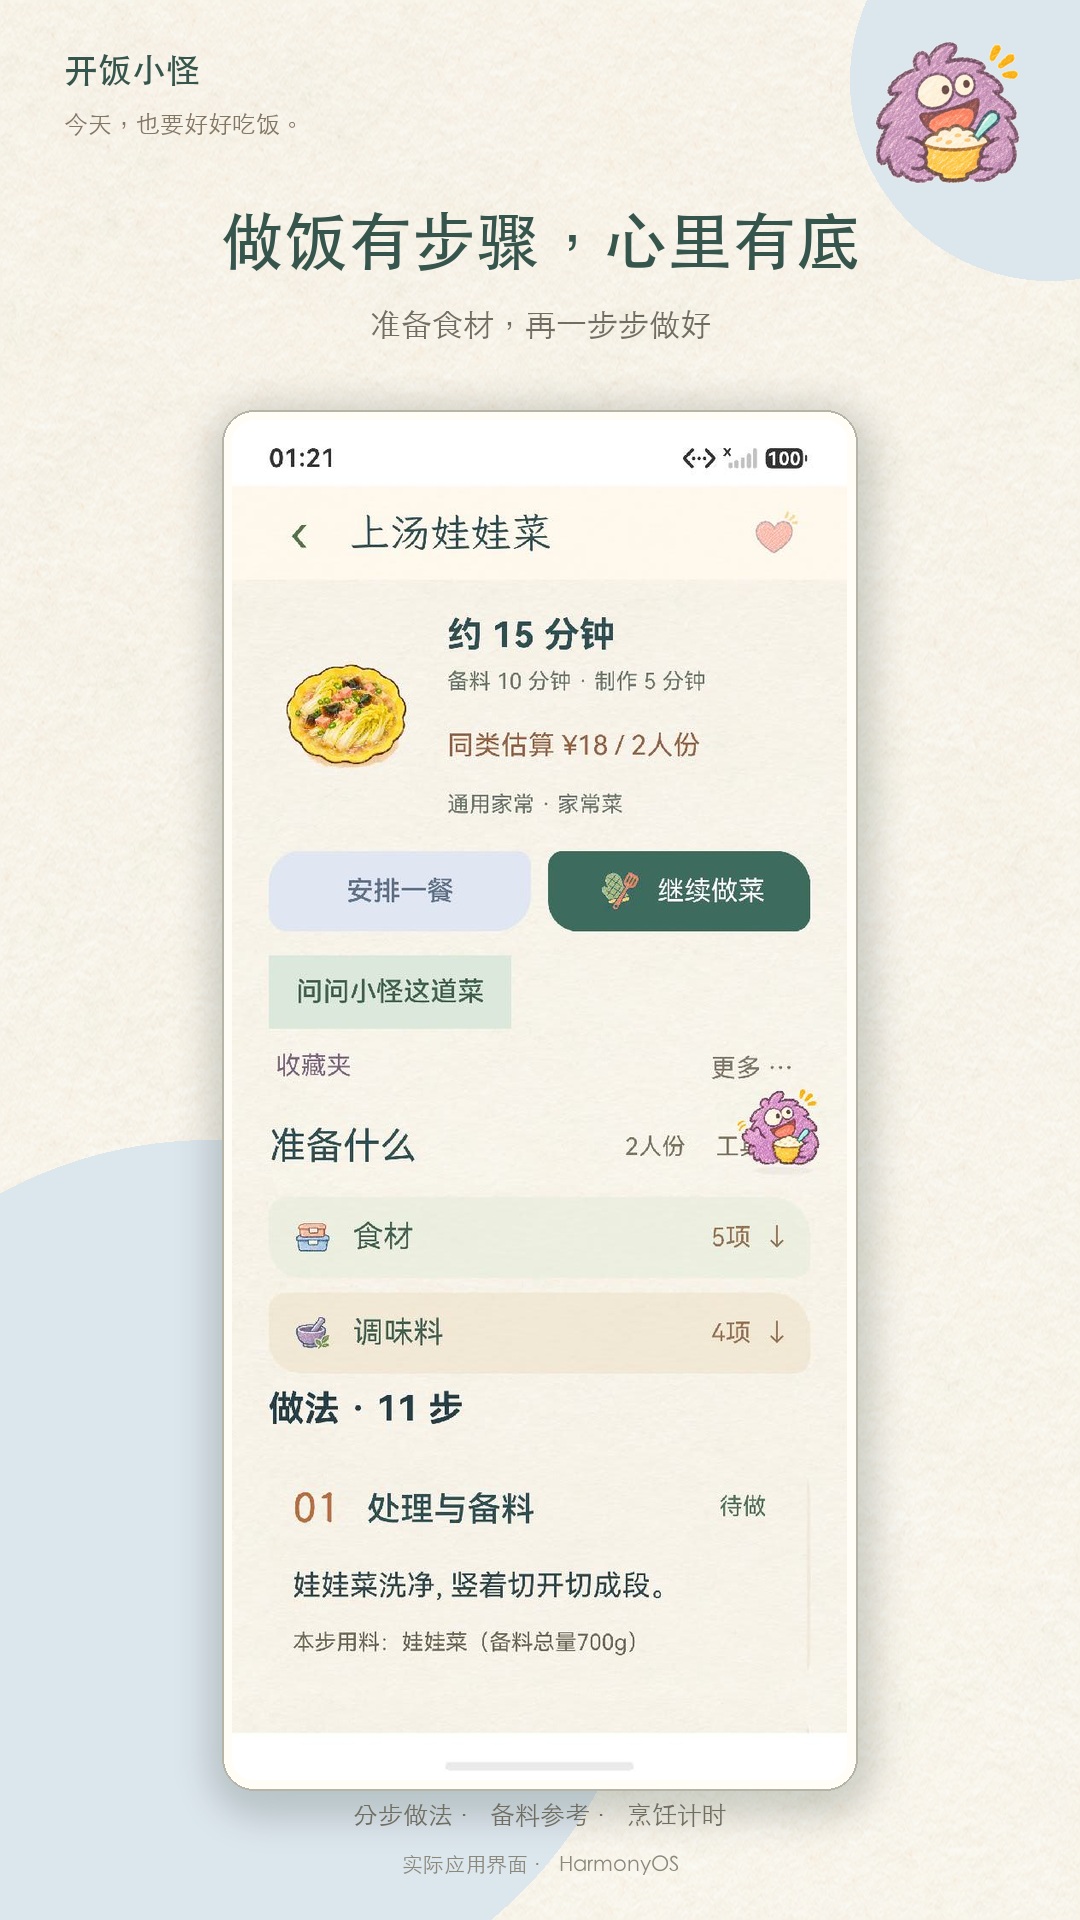 开饭小怪
今天，也要好好吃饭。
做饭有步骤，心里有底
准备食材，再一步步做好
01:21
100
上汤娃娃菜
约 15 分钟
备料 10 分钟 · 制作 5 分钟
同类估算 ¥18 / 2人份
通用家常 · 家常菜
安排一餐
继续做菜
问问小怪这道菜
收藏夹
更多 ···
准备什么
2人份
食材
5项 ↓
调味料
4项 ↓
做法 · 11 步
01 处理与备料
待做
娃娃菜洗净, 竖着切开切成段。
本步用料：娃娃菜（备料总量700g）
分步做法 · 备料参考 · 烹饪计时
实际应用界面 · HarmonyOS